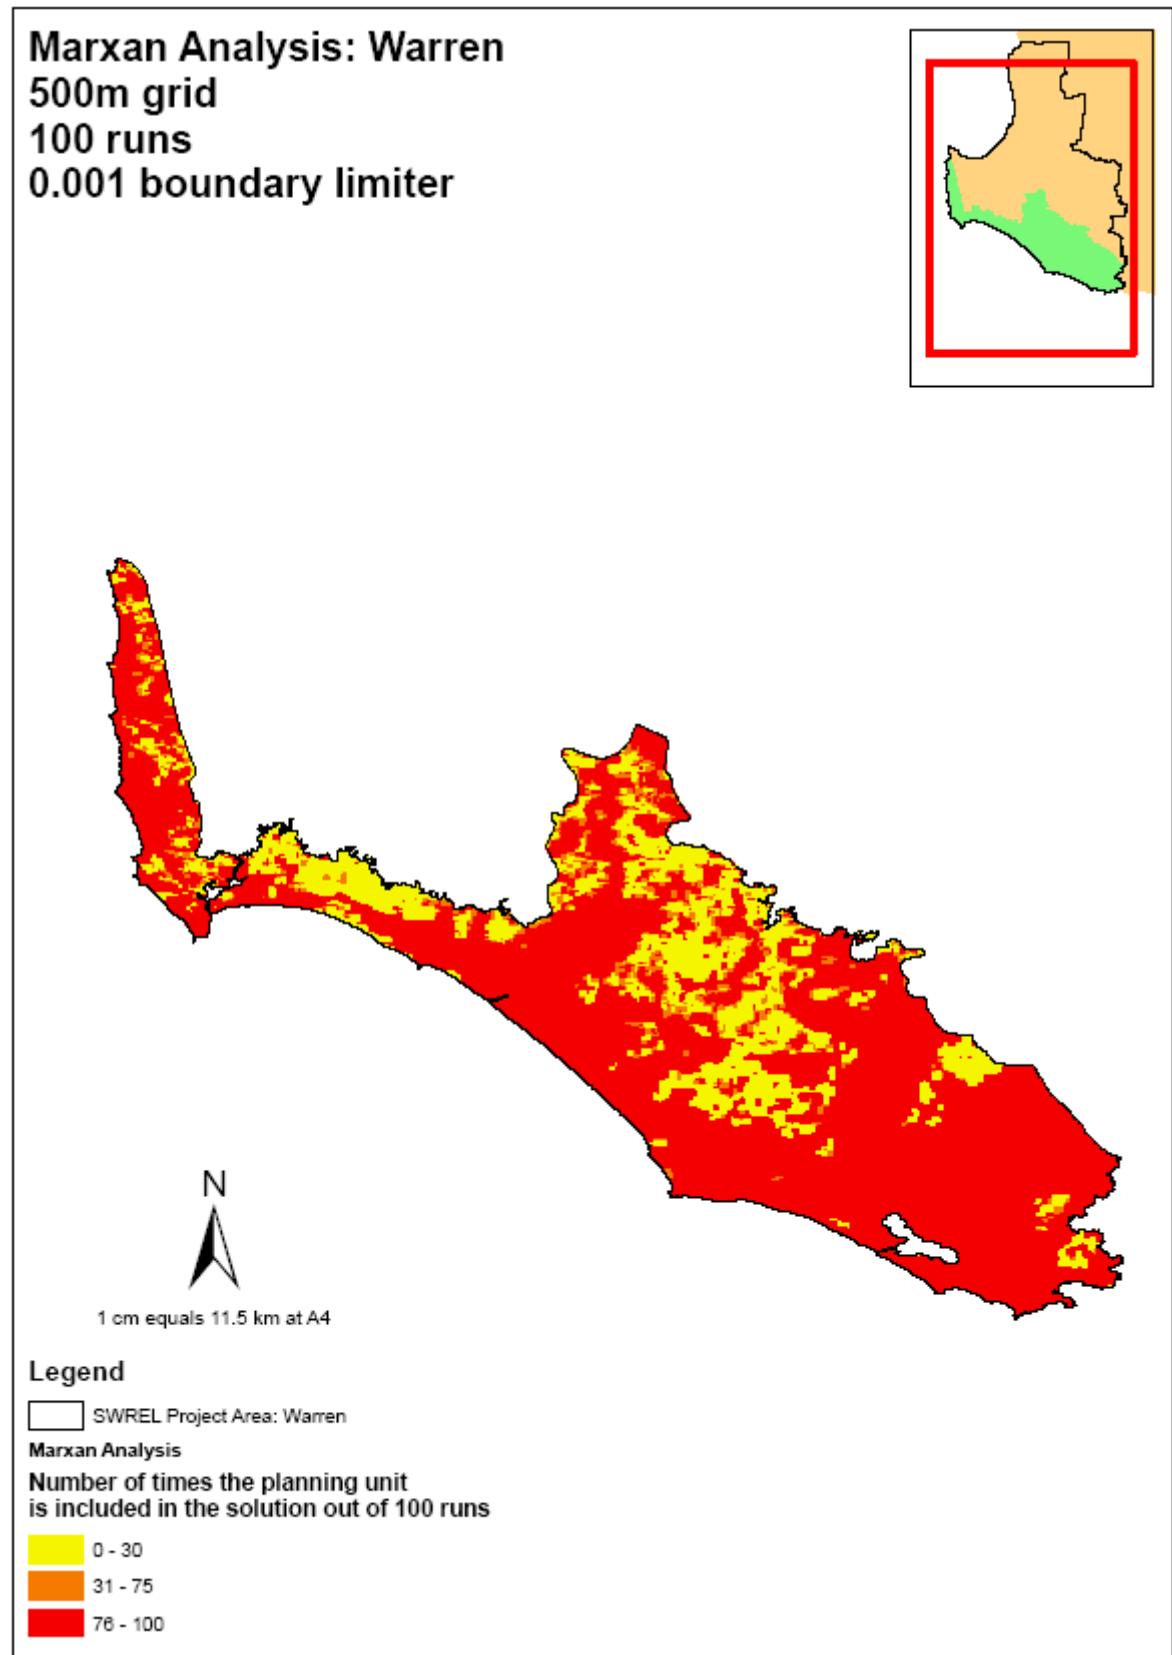 Marxan Analysis: Warren
500m grid
100 runs
0.001 boundary limiter
N
1 cm equals 11.5 km at A4
Legend
SWREL Project Area: Warren
Marxan Analysis
Number of times the planning unit
is included in the solution out of 100 runs
0 - 30
31 - 75
76 - 100